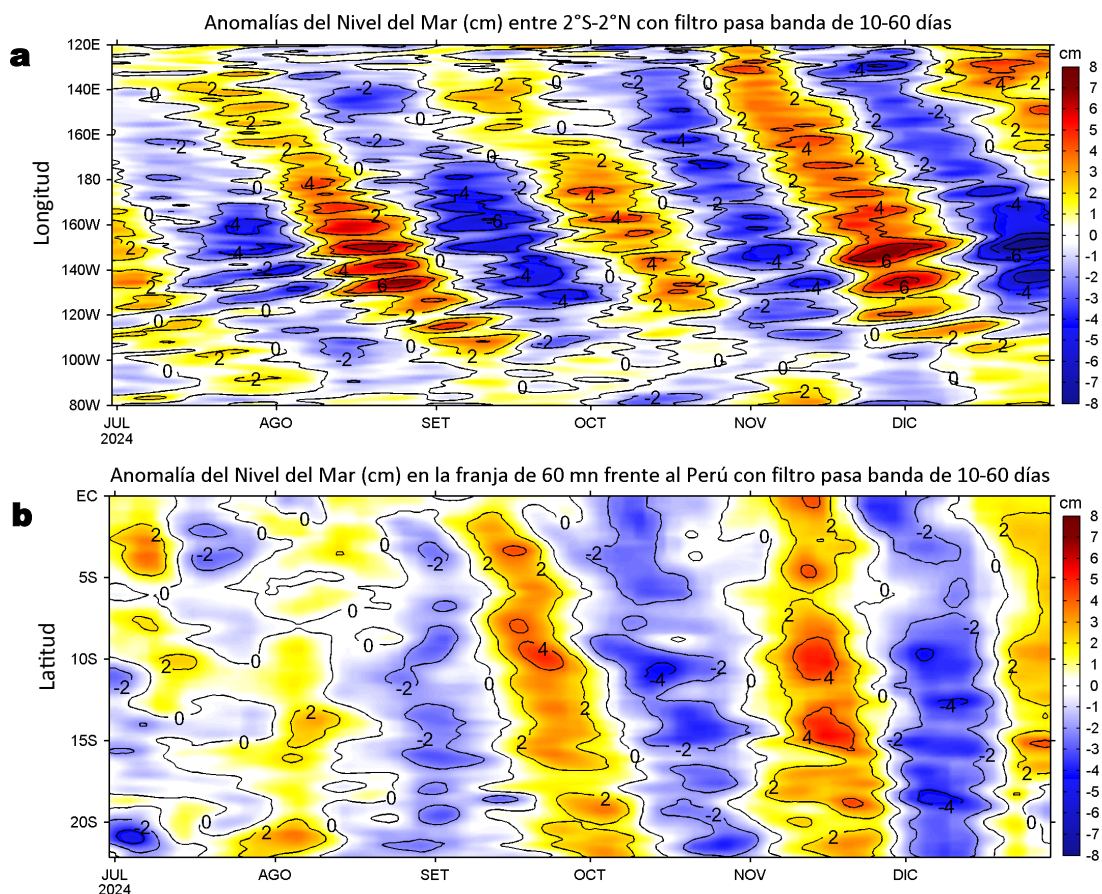 Anomalías del Nivel del Mar (cm) entre 2°S-2°N con filtro pasa banda de 10-60 días
a
cm
Longitud
120E
140E
160E
180
160W
140W
120W
100W
80W
JUL
2024
AGO
SET
OCT
NOV
DIC
8
7
6
5
4
3
2
1
0
-1
-2
-3
-4
-5
-6
-7
-8
Anomalía del Nivel del Mar (cm) en la franja de 60 mn frente al Perú con filtro pasa banda de 10-60 días
b
cm
Latitud
EC
5S
10S
15S
20S
JUL
2024
AGO
SET
OCT
NOV
DIC
8
7
6
5
4
3
2
1
0
-1
-2
-3
-4
-5
-6
-7
-8